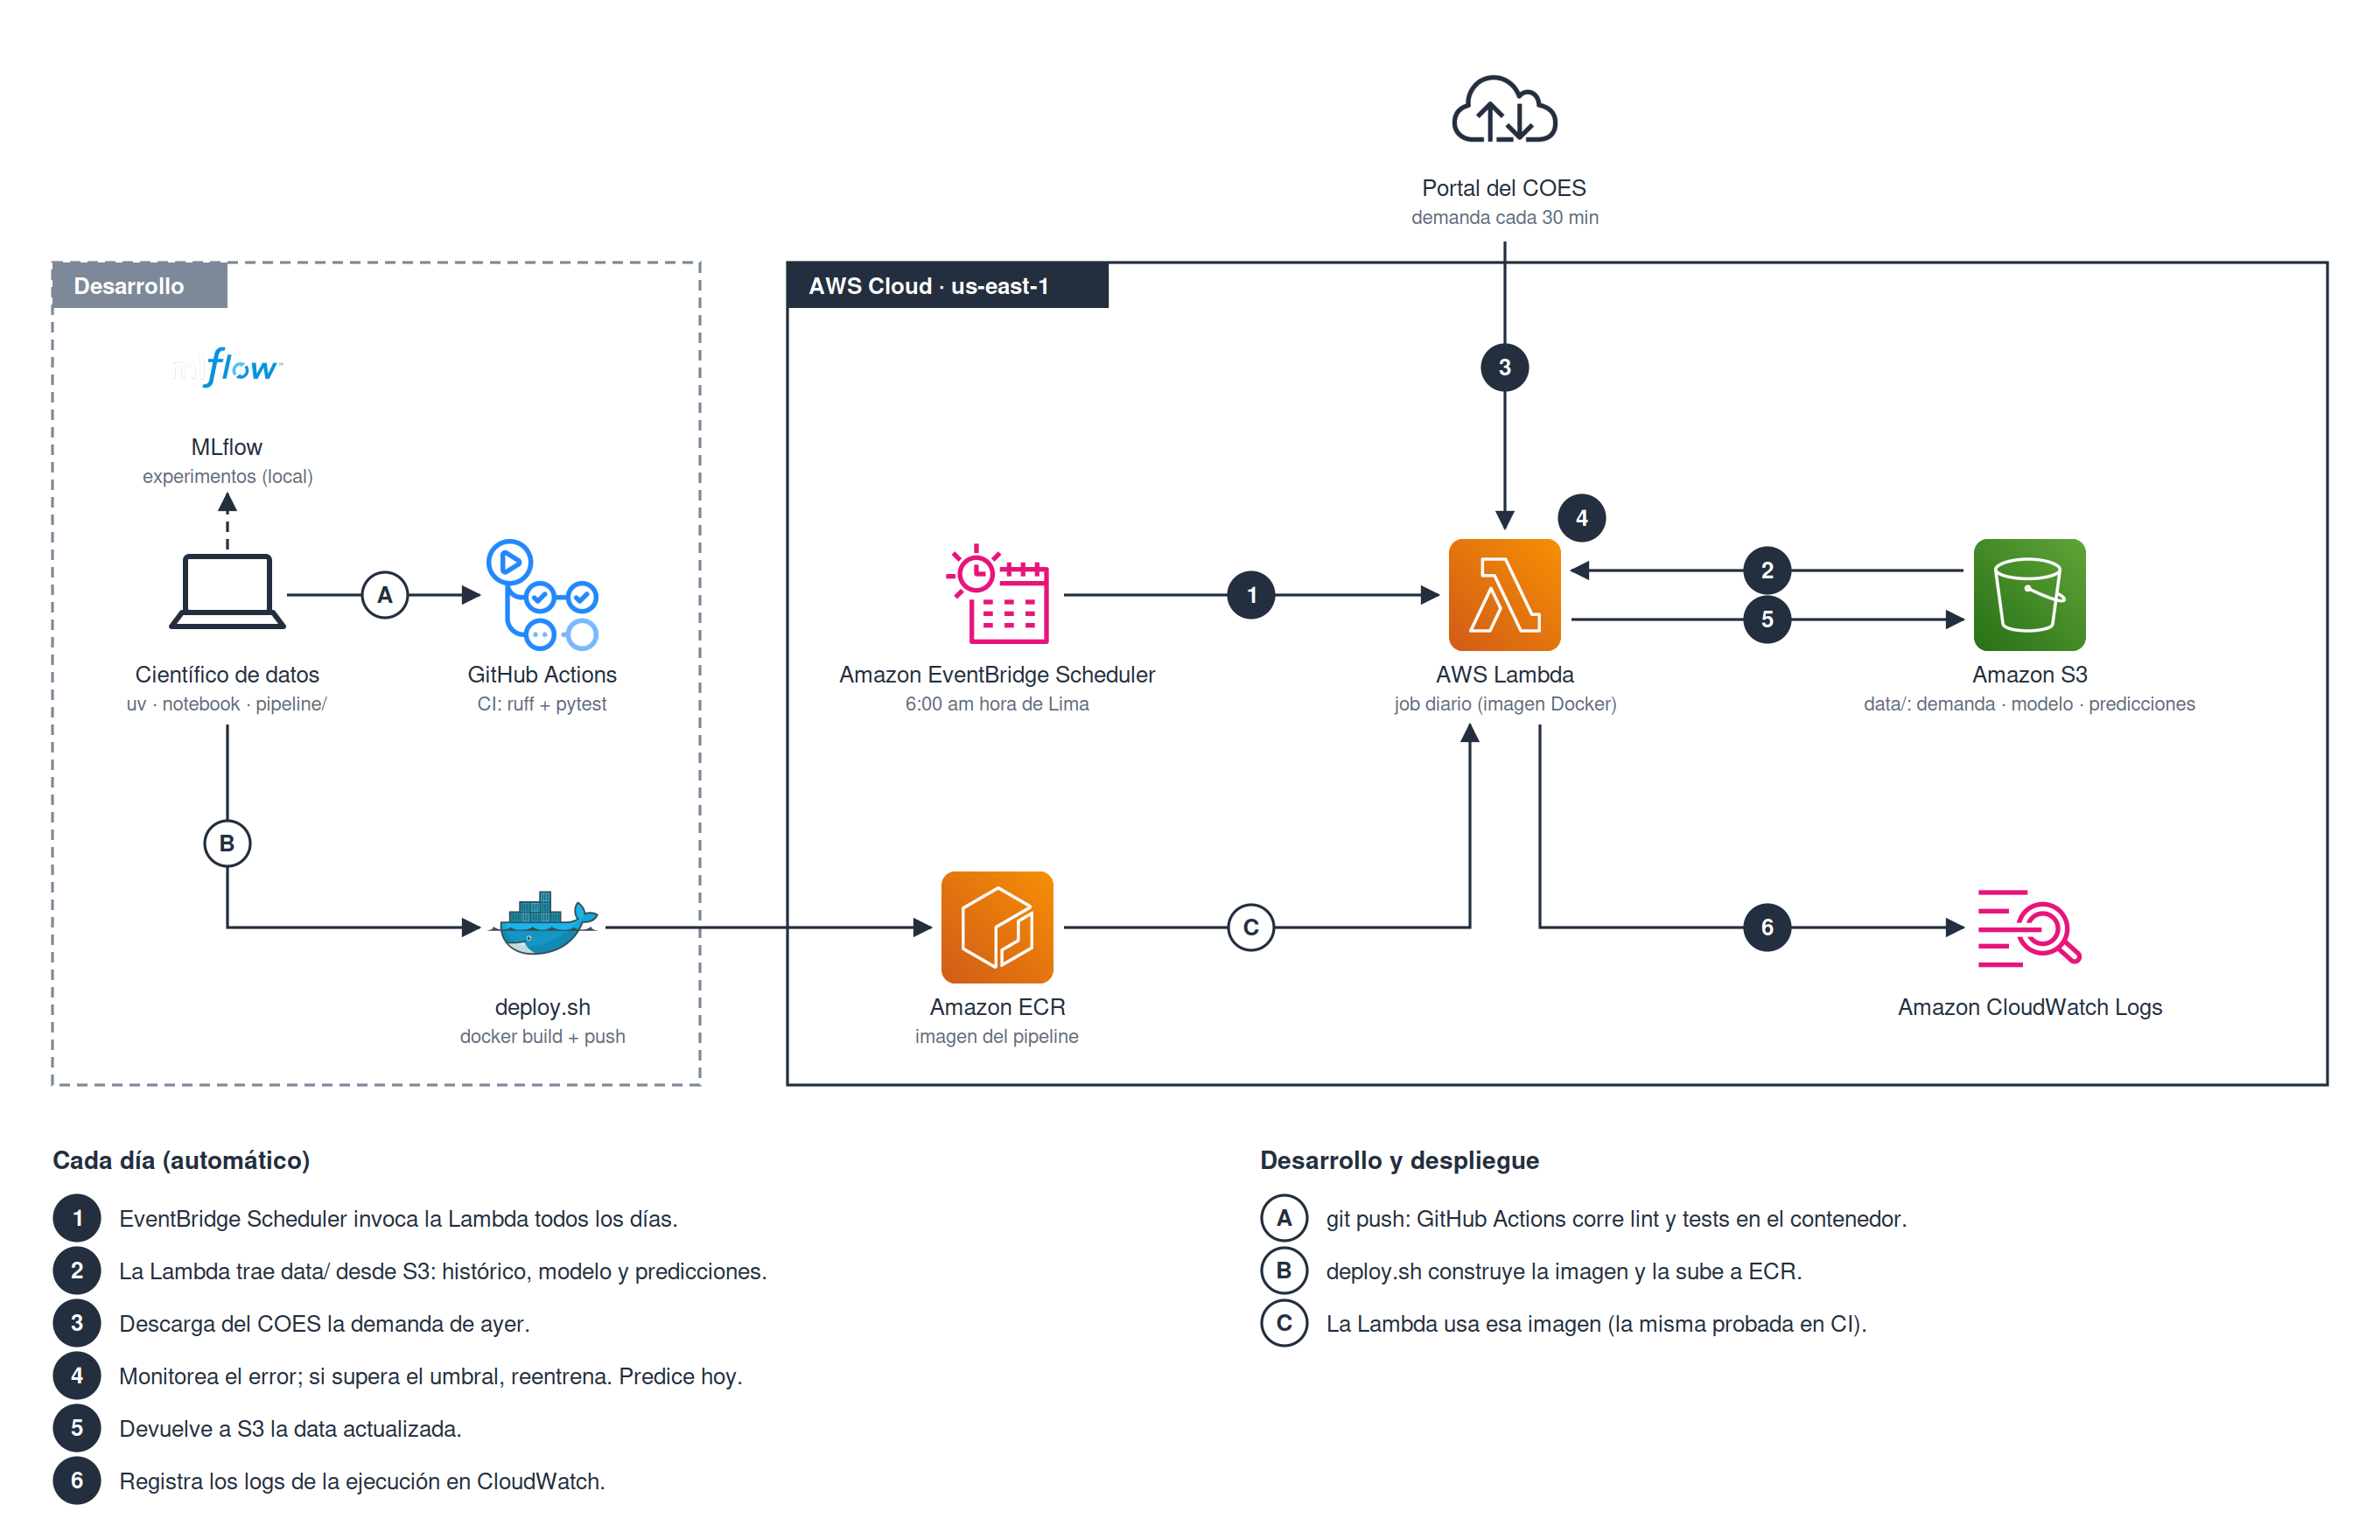 Portal del COES
demanda cada 30 min
Desarrollo
AWS Cloud · us-east-1
mlflow
3
MLflow
experimentos (local)
4
A
1
2
5
Científico de datos
uv · notebook · pipeline/
GitHub Actions
CI: ruff + pytest
Amazon EventBridge Scheduler
6:00 am hora de Lima
AWS Lambda
job diario (imagen Docker)
Amazon S3
data/: demanda · modelo · predicciones
B
C
6
deploy.sh
docker build + push
Amazon ECR
imagen del pipeline
Amazon CloudWatch Logs
Cada día (automático)
1 EventBridge Scheduler invoca la Lambda todos los días.
2 La Lambda trae data/ desde S3: histórico, modelo y predicciones.
3 Descarga del COES la demanda de ayer.
4 Monitorea el error; si supera el umbral, reentrena. Predice hoy.
5 Devuelve a S3 la data actualizada.
6 Registra los logs de la ejecución en CloudWatch.
Desarrollo y despliegue
A git push: GitHub Actions corre lint y tests en el contenedor.
B deploy.sh construye la imagen y la sube a ECR.
C La Lambda usa esa imagen (la misma probada en CI).